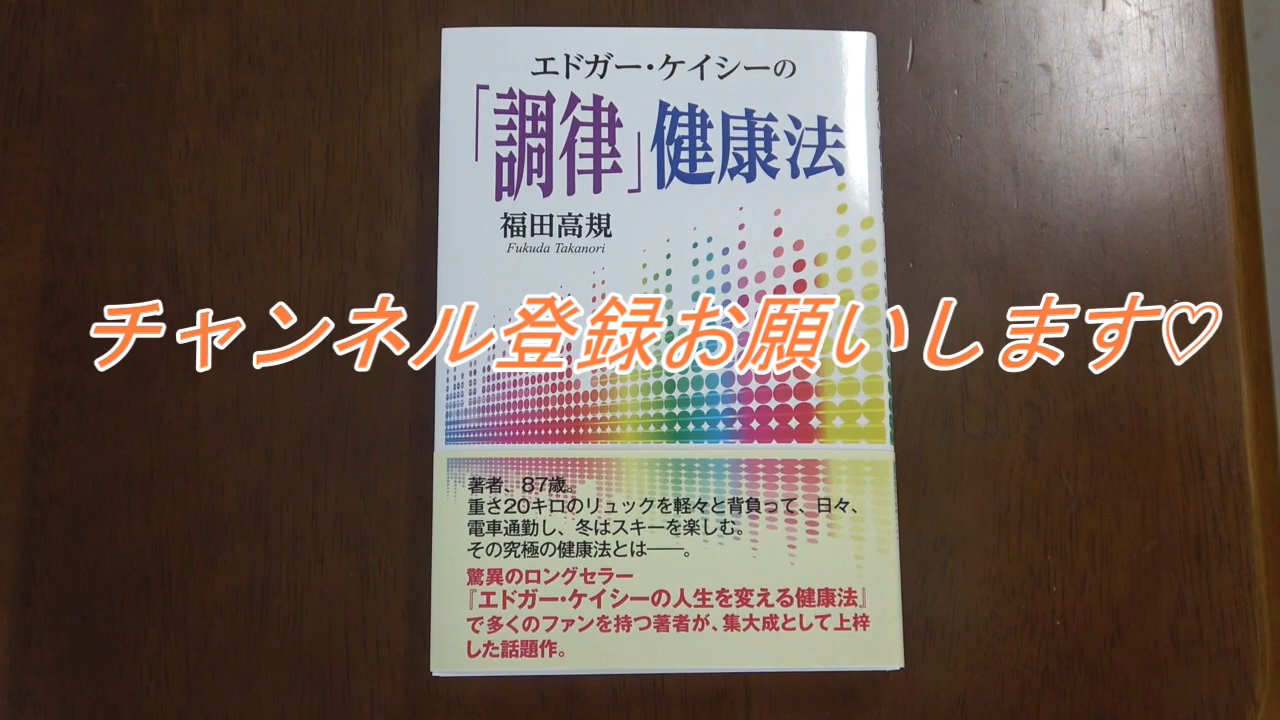 エドガー・ケイシーの
「調律」健康法
福田高規
Fukuda Takanori
チャンネル登録お願いします♡
著者、87歳。
重さ20キロのリュックを軽々と背負って、日々、
電車通勤し、冬はスキーを楽しむ。
その究極の健康法とは――。
驚異のロングセラー
『エドガー・ケイシーの人生を変える健康法』
で多くのファンを持つ著者が、集大成として上梓
した話題作。